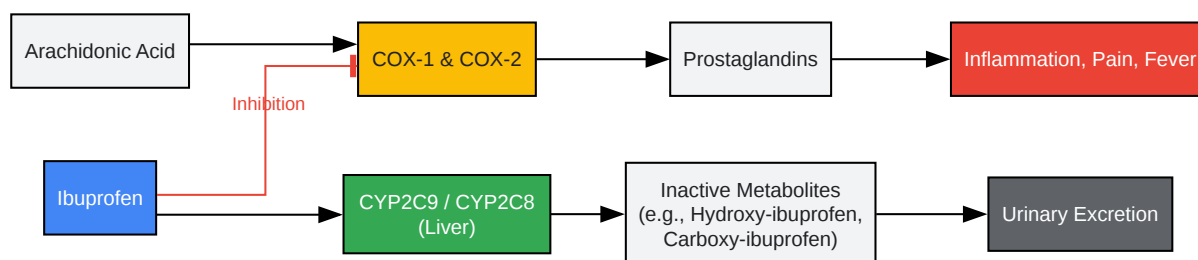 Arachidonic Acid
COX-1 & COX-2
Prostaglandins
Inflammation, Pain, Fever
Inhibition
Ibuprofen
CYP2C9 / CYP2C8
(Liver)
Inactive Metabolites
(e.g., Hydroxy-ibuprofen,
Carboxy-ibuprofen)
Urinary Excretion